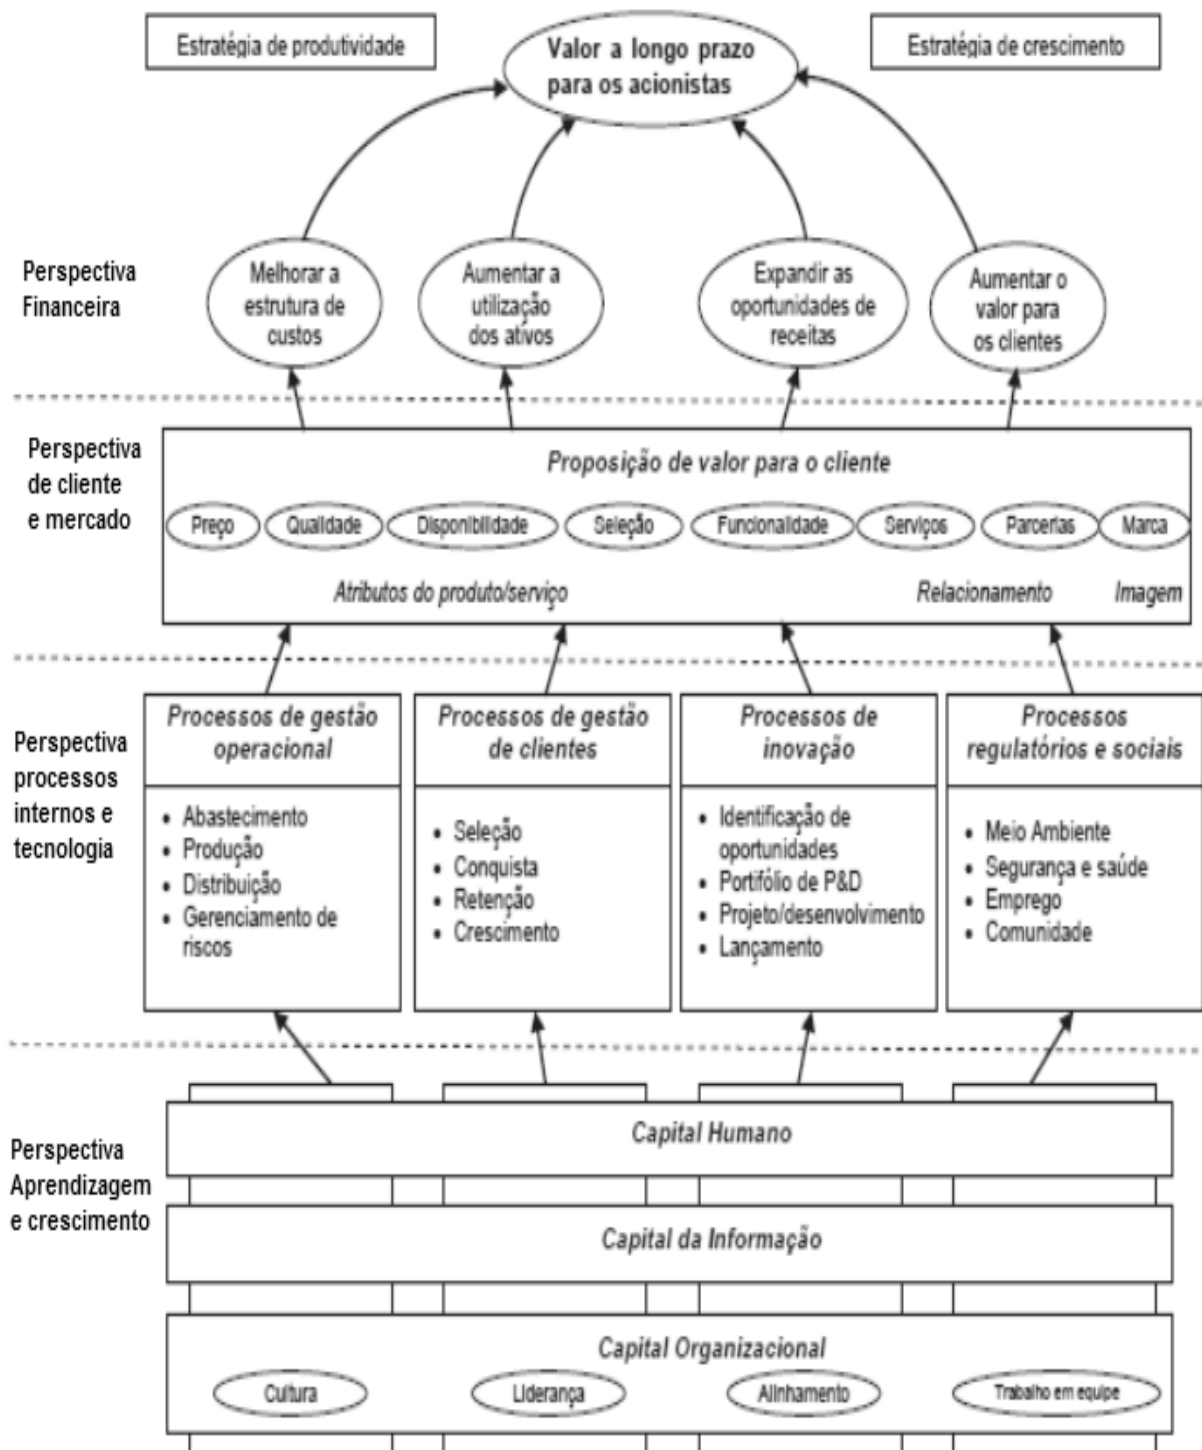 Estratégia de produtividade
Valor a longo prazo
para os acionistas
Estratégia de crescimento
Perspectiva
Financeira
Melhorar a
estrutura de
custos
Aumentar a
utilização
dos ativos
Expandir as
oportunidades de
receitas
Aumentar o
valor para
os clientes
Perspectiva
de cliente
e mercado
Proposição de valor para o cliente
Preço
Qualidade
Disponibilidade
Seleção
Funcionalidade
Serviços
Parcerias
Marca
Atributos do produto/serviço
Relacionamento
Imagem
Perspectiva
processos
internos e
tecnologia
Processos de gestão
operacional
• Abastecimento
• Produção
• Distribuição
• Gerenciamento de
riscos
Processos de gestão
de clientes
• Seleção
• Conquista
• Retenção
• Crescimento
Processos de
inovação
• Identificação de
oportunidades
• Portifólio de P&D
• Projeto/desenvolvimento
• Lançamento
Processos
regulatórios e sociais
• Meio Ambiente
• Segurança e saúde
• Emprego
• Comunidade
Perspectiva
Aprendizagem
e crescimento
Capital Humano
Capital da Informação
Capital Organizacional
Cultura
Liderança
Alinhamento
Trabalho em equipe